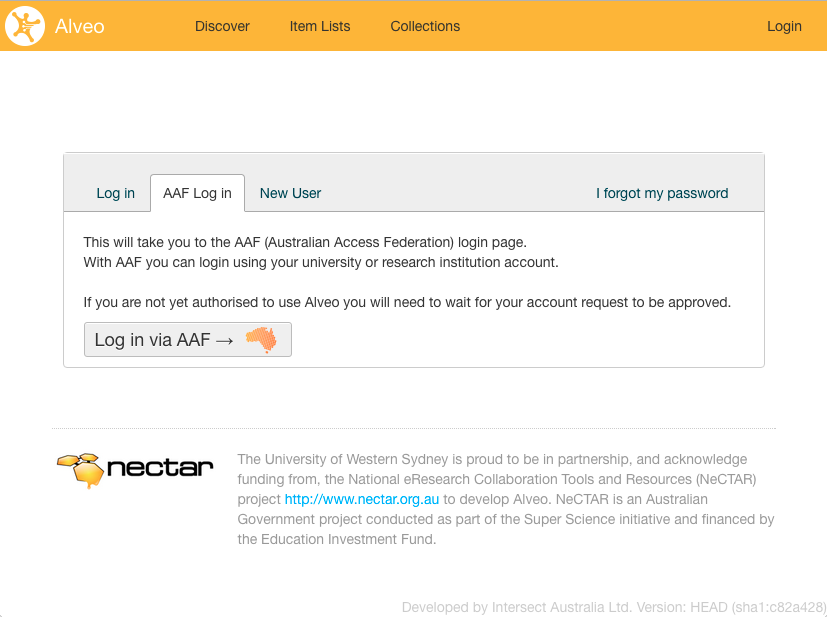 Alveo Discover Item Lists Collections Login
Log in AAF Log in New User I forgot my password
This will take you to the AAF (Australian Access Federation) login page.
With AAF you can login using your university or research institution account.
If you are not yet authorised to use Alveo you will need to wait for your account request to be approved.
Log in via AAF →
nectar
The University of Western Sydney is proud to be in partnership, and acknowledge
funding from, the National eResearch Collaboration Tools and Resources (NeCTAR)
project http://www.nectar.org.au to develop Alveo. NeCTAR is an Australian
Government project conducted as part of the Super Science initiative and financed by
the Education Investment Fund.
Developed by Intersect Australia Ltd. Version: HEAD (sha1:c82a428)